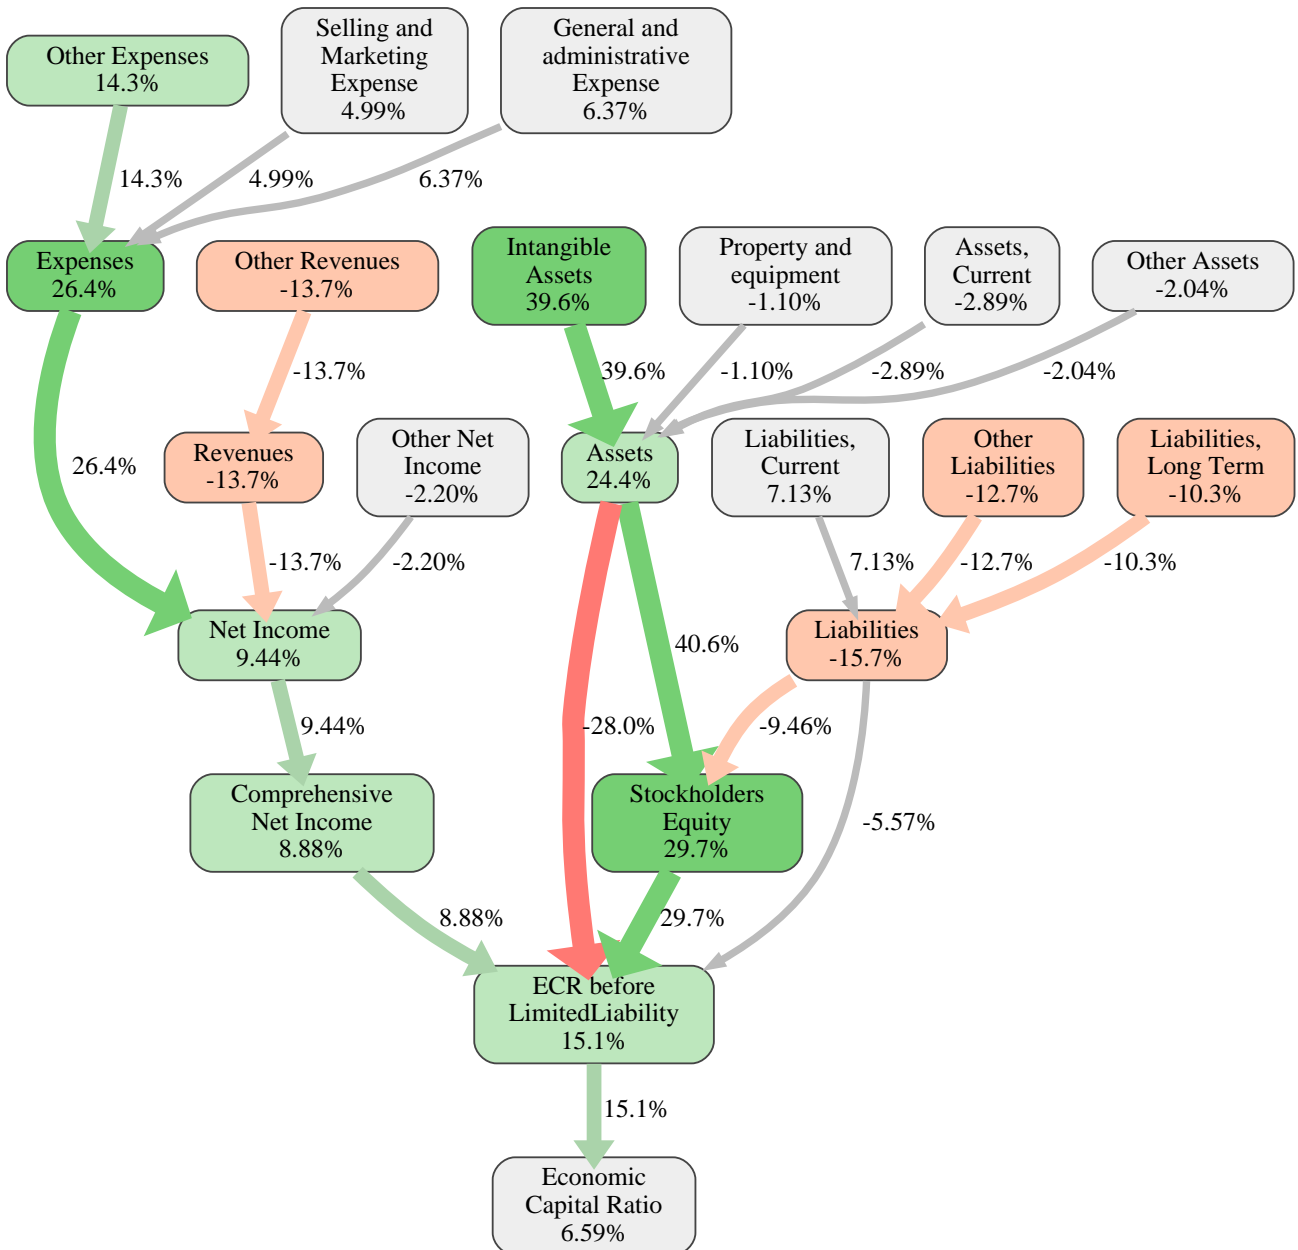 Other Expenses
14.3%
Selling and
Marketing
Expense
4.99%
General and
administrative
Expense
6.37%
14.3%
4.99%
6.37%
Expenses
26.4%
Other Revenues
-13.7%
Intangible
Assets
39.6%
Property and
equipment
-1.10%
Assets,
Current
-2.89%
Other Assets
-2.04%
-13.7%
39.6%
-1.10%
-2.89%
-2.04%
26.4%
Revenues
-13.7%
Other Net
Income
-2.20%
Assets
24.4%
Liabilities,
Current
7.13%
Other
Liabilities
-12.7%
Liabilities,
Long Term
-10.3%
-13.7%
-2.20%
7.13%
-12.7%
-10.3%
Net Income
9.44%
40.6%
Liabilities
-15.7%
9.44%
-28.0%
-9.46%
Comprehensive
Net Income
8.88%
Stockholders
Equity
29.7%
-5.57%
8.88%
29.7%
ECR before
LimitedLiability
15.1%
15.1%
Economic
Capital Ratio
6.59%